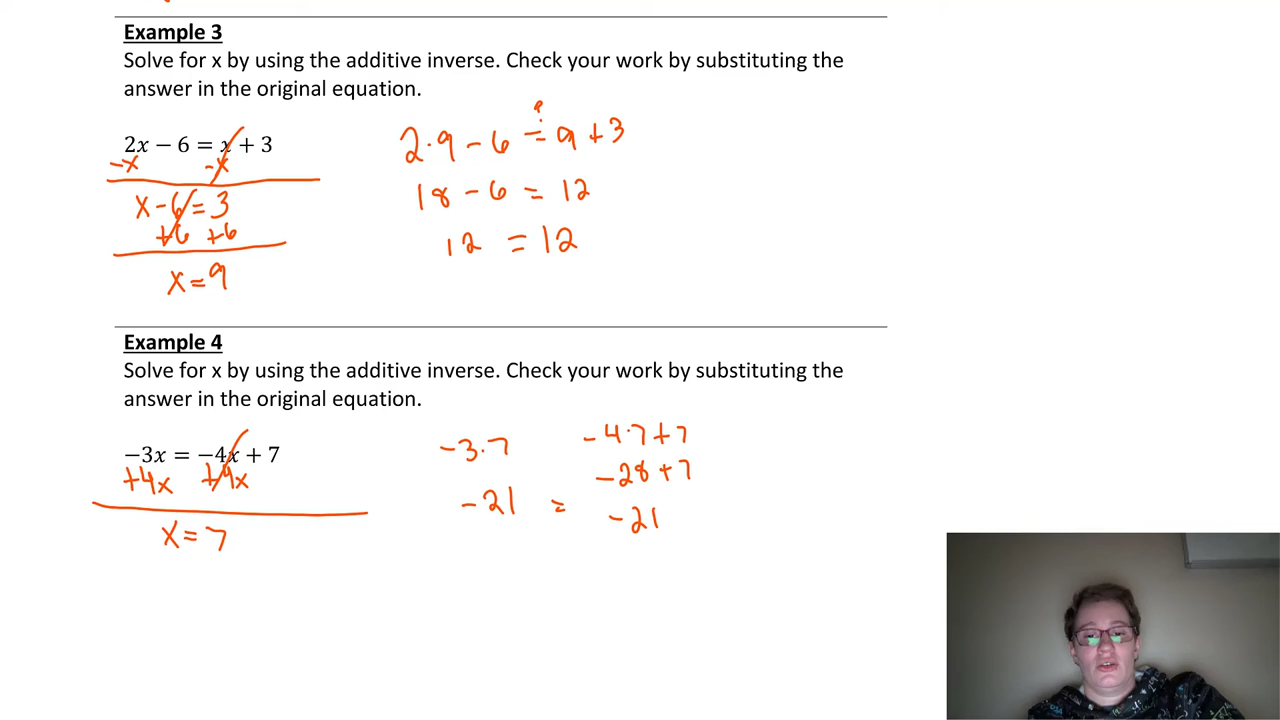 Example 3
Solve for x by using the additive inverse. Check your work by substituting the
answer in the original equation.
2x − 6 = x + 3
-x -x
x - 6 = 3
+6 +6
x = 9
2·9 - 6 ?= 9 + 3
18 - 6 = 12
12 = 12
Example 4
Solve for x by using the additive inverse. Check your work by substituting the
answer in the original equation.
−3x = −4x + 7
+4x +4x
x = 7
-3·7 -4·7+7
-28+7
-21 = -21